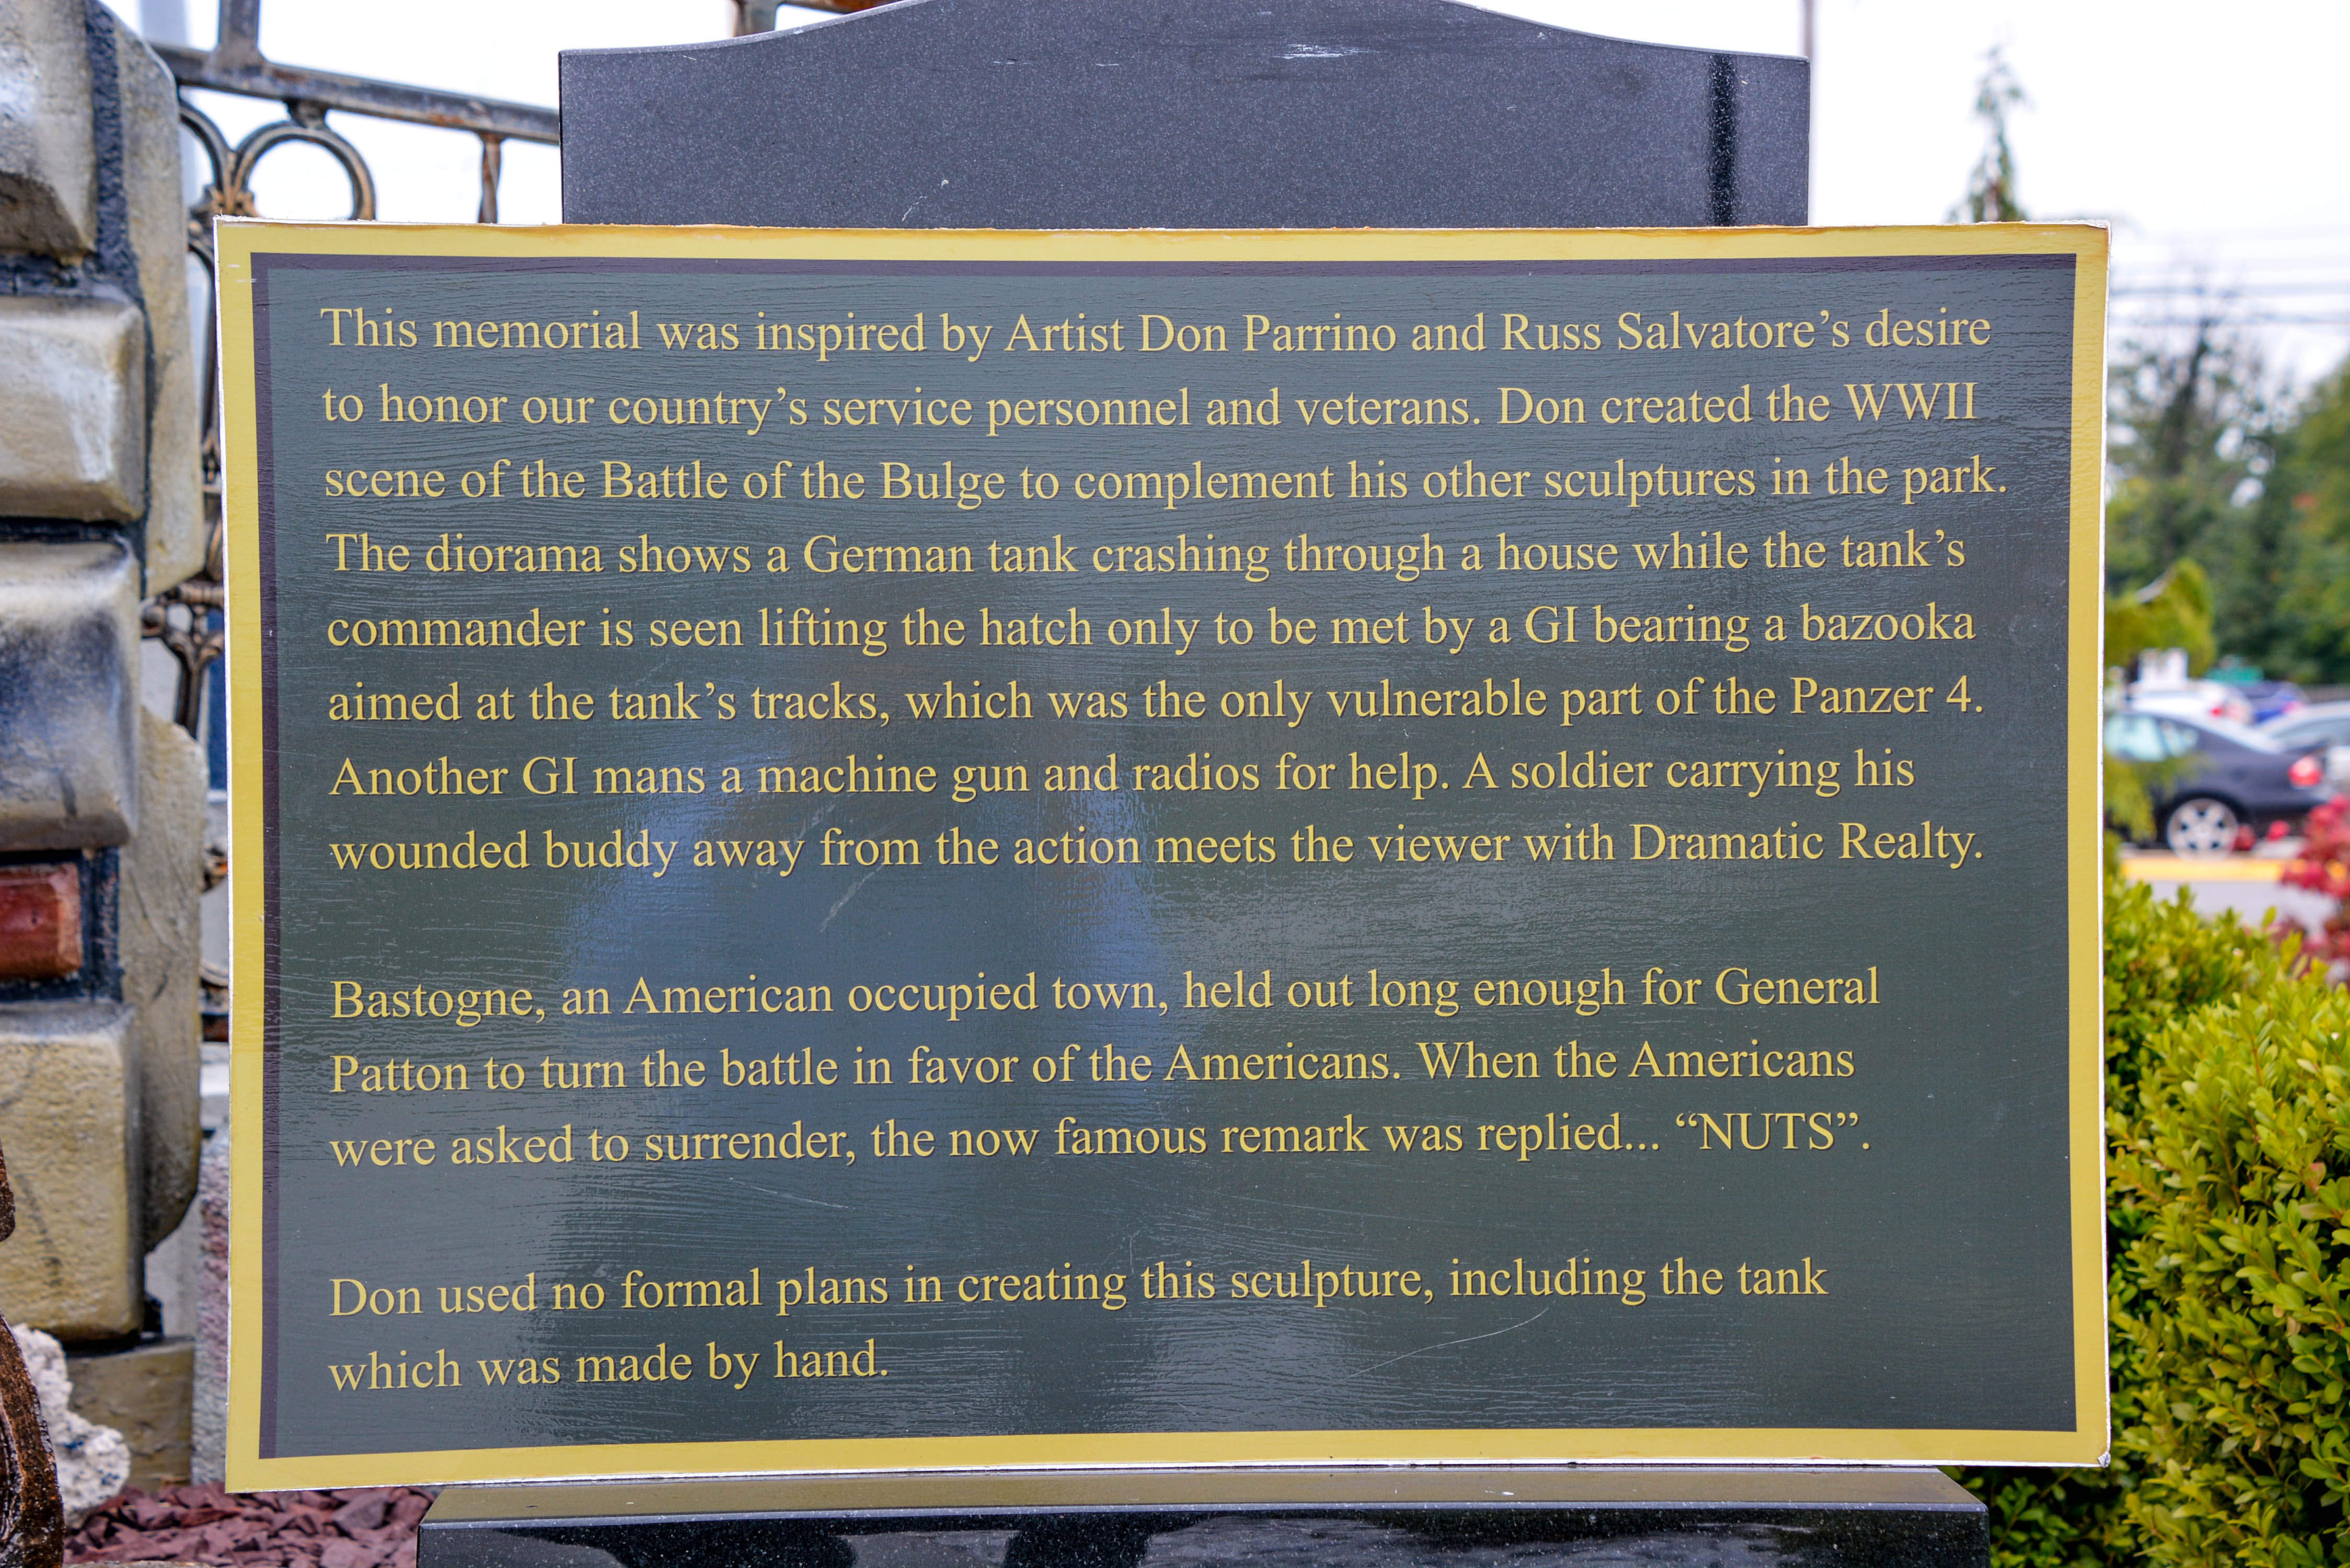 This memorial was inspired by Artist Don Parrino and Russ Salvatore’s desire
to honor our country’s service personnel and veterans. Don created the WWII
scene of the Battle of the Bulge to complement his other sculptures in the park.
The diorama shows a German tank crashing through a house while the tank’s
commander is seen lifting the hatch only to be met by a GI bearing a bazooka
aimed at the tank’s tracks, which was the only vulnerable part of the Panzer 4.
Another GI mans a machine gun and radios for help. A soldier carrying his
wounded buddy away from the action meets the viewer with Dramatic Realty.
Bastogne, an American occupied town, held out long enough for General
Patton to turn the battle in favor of the Americans. When the Americans
were asked to surrender, the now famous remark was replied... “NUTS”.
Don used no formal plans in creating this sculpture, including the tank
which was made by hand.